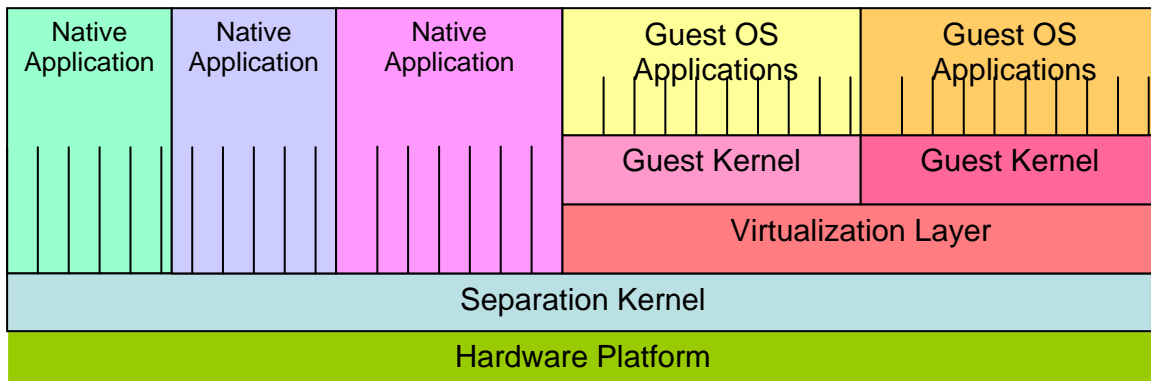 Native
Application
Native
Application
Native
Application
Guest OS
Applications
Guest OS
Applications
Guest Kernel
Guest Kernel
Virtualization Layer
Separation Kernel
Hardware Platform